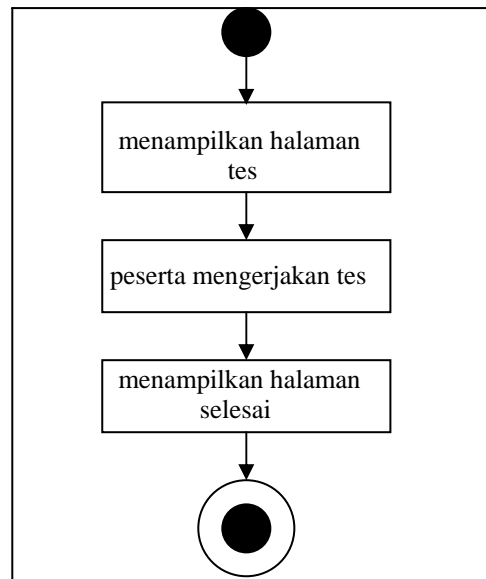 menampilkan halaman
tes
peserta mengerjakan tes
menampilkan halaman
selesai